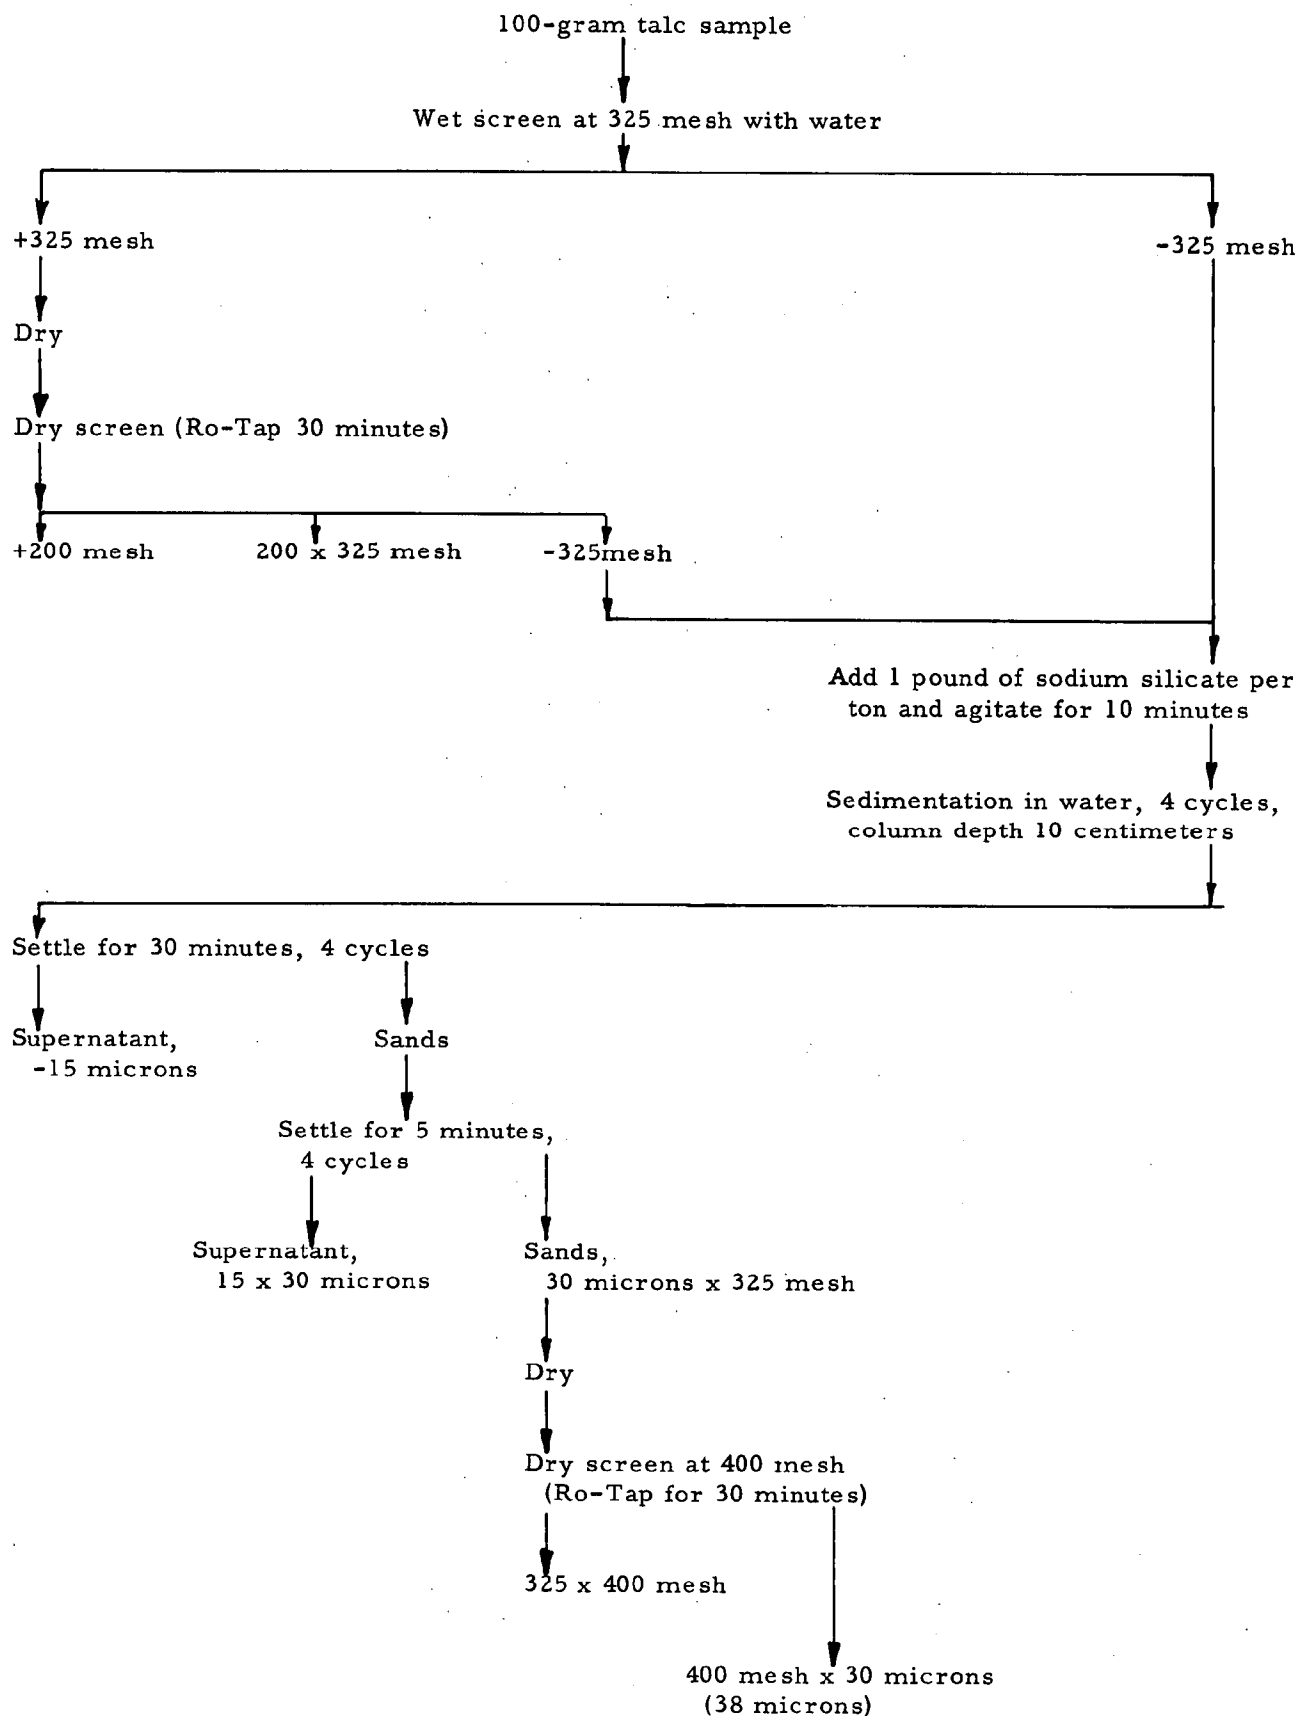 100-gram talc sample
Wet screen at 325 mesh with water
+325 mesh
-325 mesh
Dry
Dry screen (Ro-Tap 30 minutes)
+200 mesh
200 x 325 mesh
-325mesh
Add 1 pound of sodium silicate per
ton and agitate for 10 minutes
Sedimentation in water, 4 cycles,
column depth 10 centimeters
Settle for 30 minutes, 4 cycles
Supernatant,
-15 microns
Sands
Settle for 5 minutes,
4 cycles
Supernatant,
15 x 30 microns
Sands,
30 microns x 325 mesh
Dry
Dry screen at 400 mesh
(Ro-Tap for 30 minutes)
325 x 400 mesh
400 mesh x 30 microns
(38 microns)